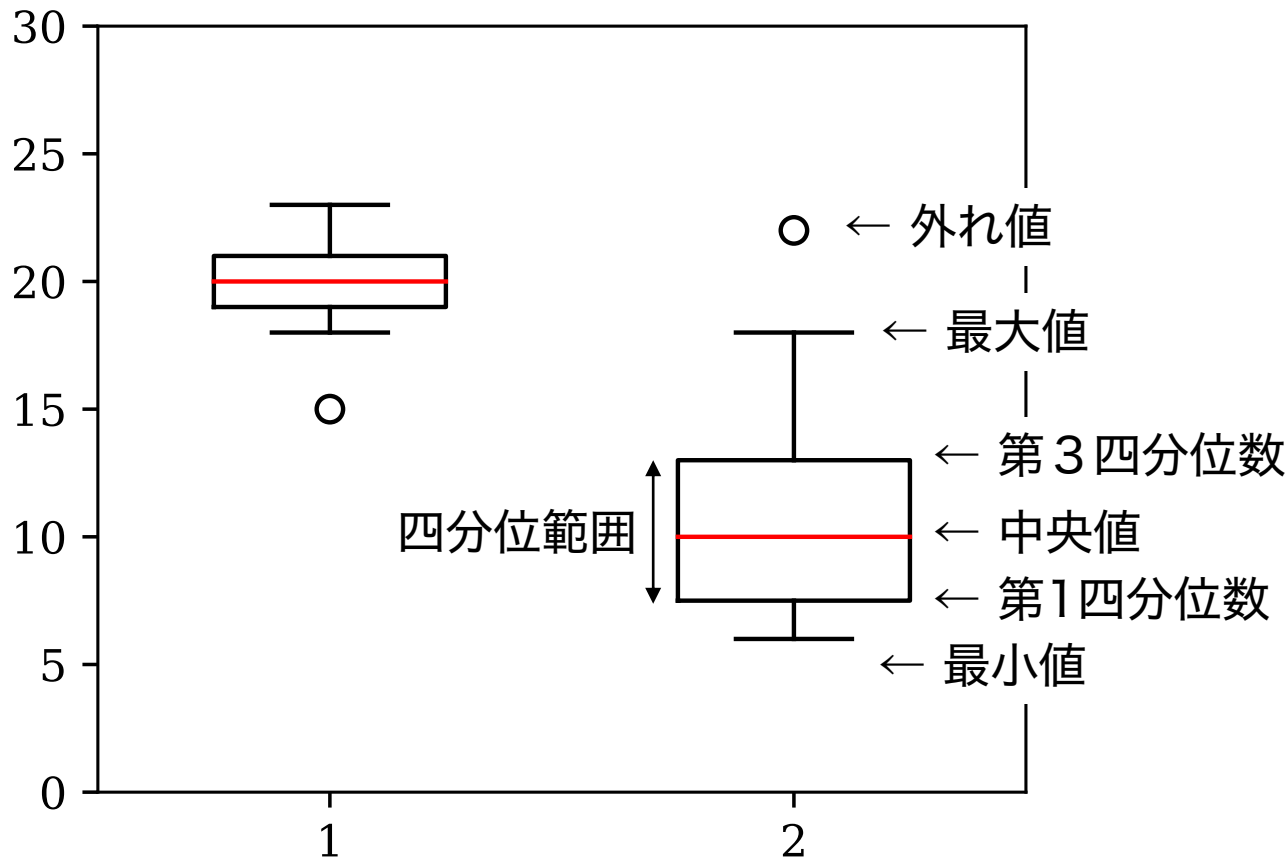 30
25
20
15
10
5
0
1
2
← 外れ値
← 最大値
← 第３四分位数
四分位範囲
← 中央値
← 第1四分位数
← 最小値